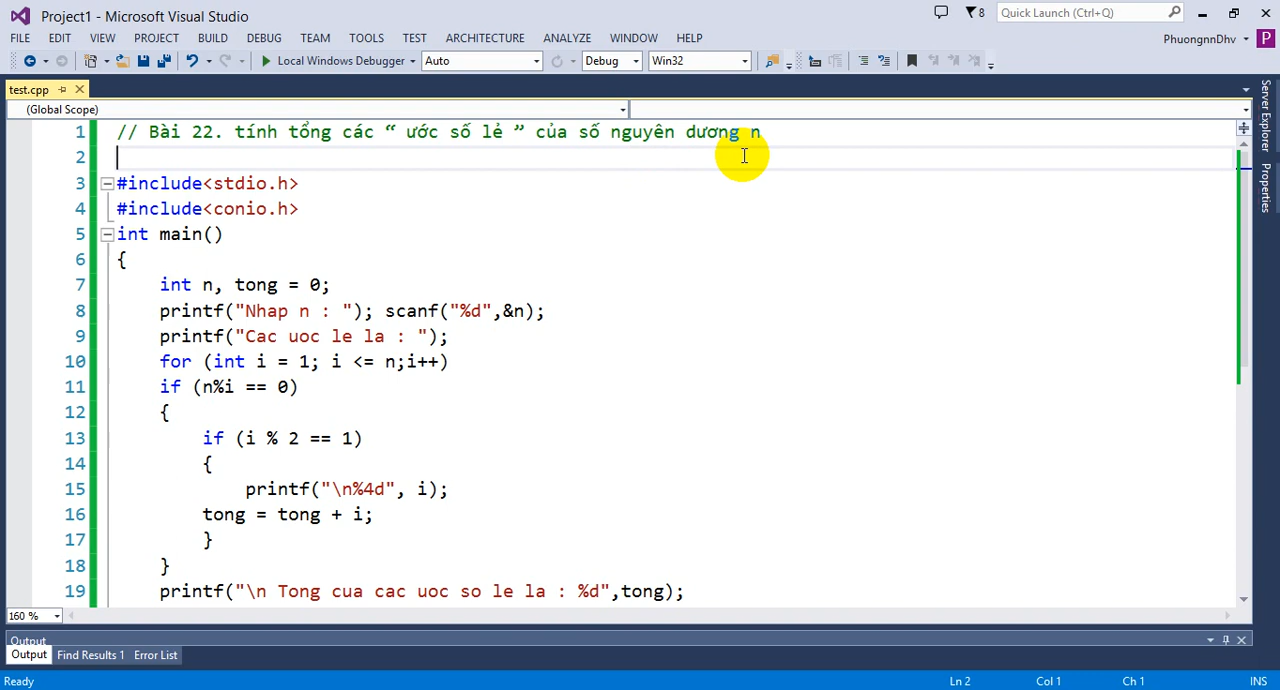 Project1 - Microsoft Visual Studio
8
Quick Launch (Ctrl+Q)
FILE EDIT VIEW PROJECT BUILD DEBUG TEAM TOOLS TEST ARCHITECTURE ANALYZE WINDOW HELP
PhuongnnDhv P
Local Windows Debugger Auto Debug Win32
test.cpp
(Global Scope)
Server Explorer
Properties
1 // Bài 22. tính tổng các “ ước số lẻ ” của số nguyên dương n
2
3 #include<stdio.h>
4 #include<conio.h>
5 int main()
6 {
7 int n, tong = 0;
8 printf("Nhap n : "); scanf("%d",&n);
9 printf("Cac uoc le la : ");
10 for (int i = 1; i <= n;i++)
11 if (n%i == 0)
12 {
13 if (i % 2 == 1)
14 {
15 printf("\n%4d", i);
16 tong = tong + i;
17 }
18 }
19 printf("\n Tong cua cac uoc so le la : %d",tong);
160 %
Output
Output Find Results 1 Error List
Ready Ln 2 Col 1 Ch 1 INS